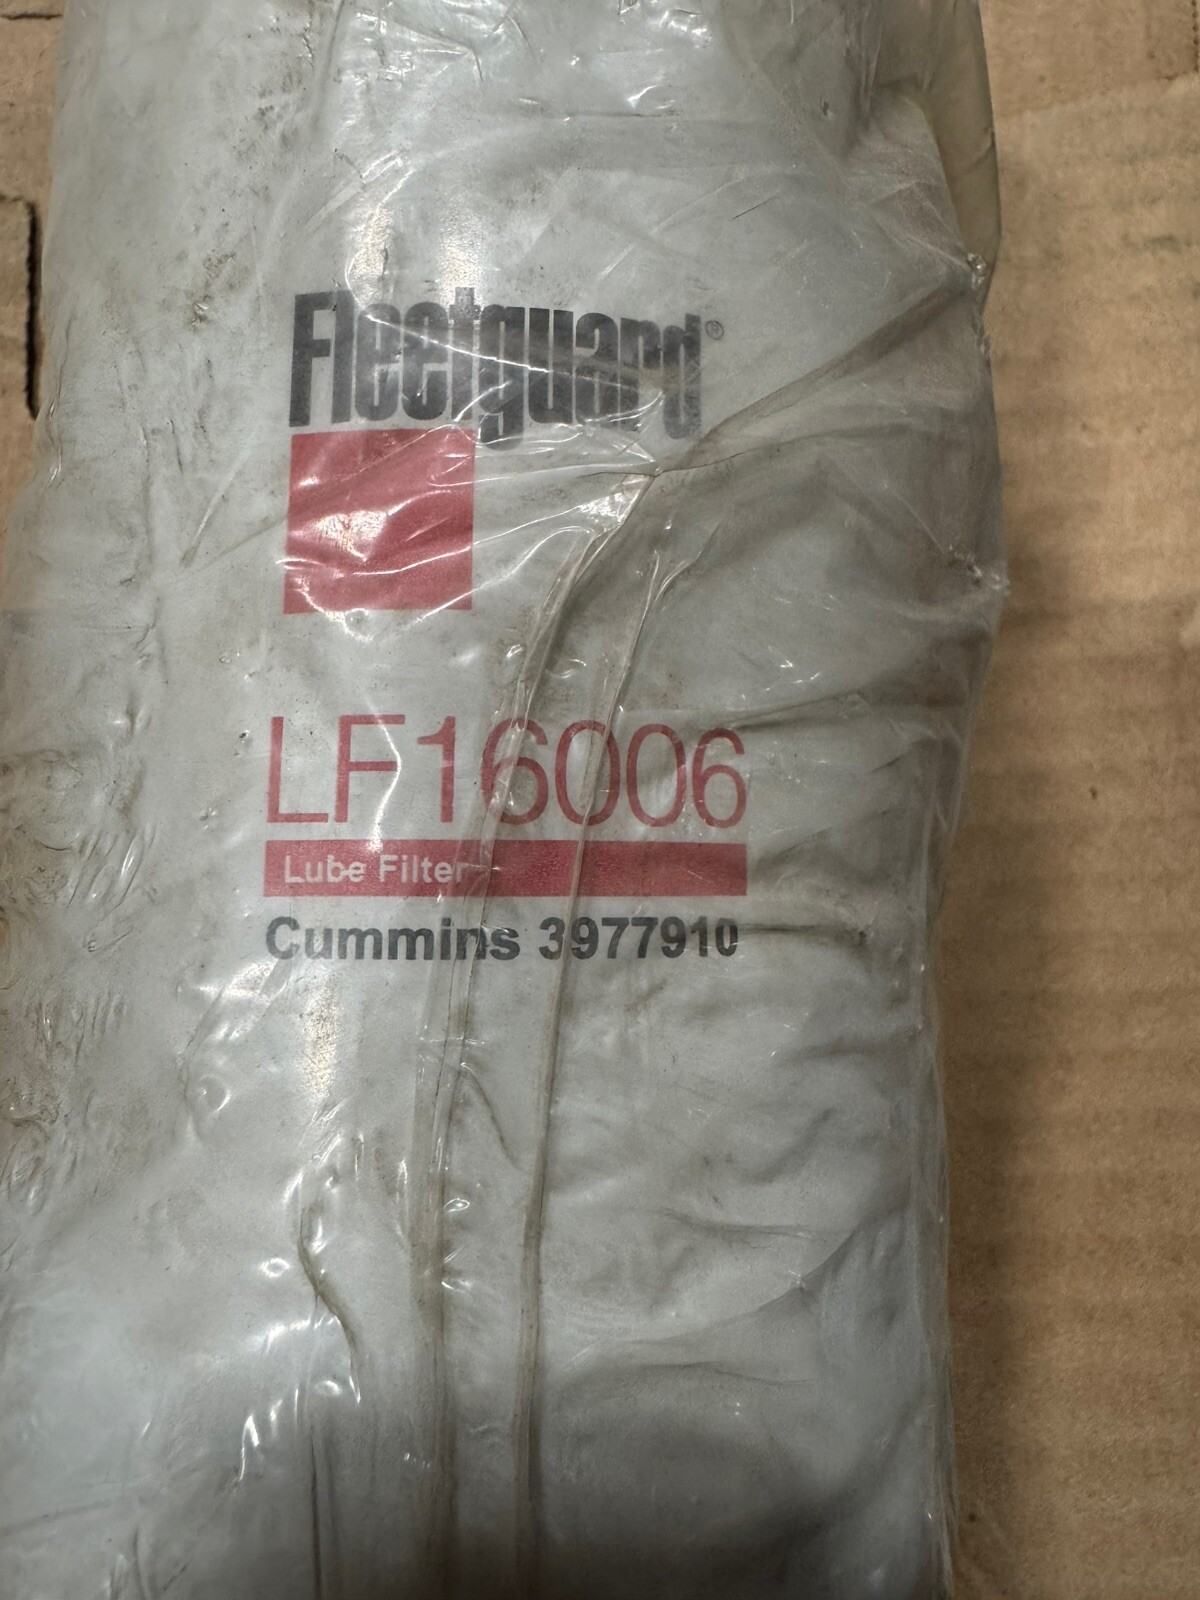 Fleetguard®
LF16006
Lube Filter
Cummins 3977910